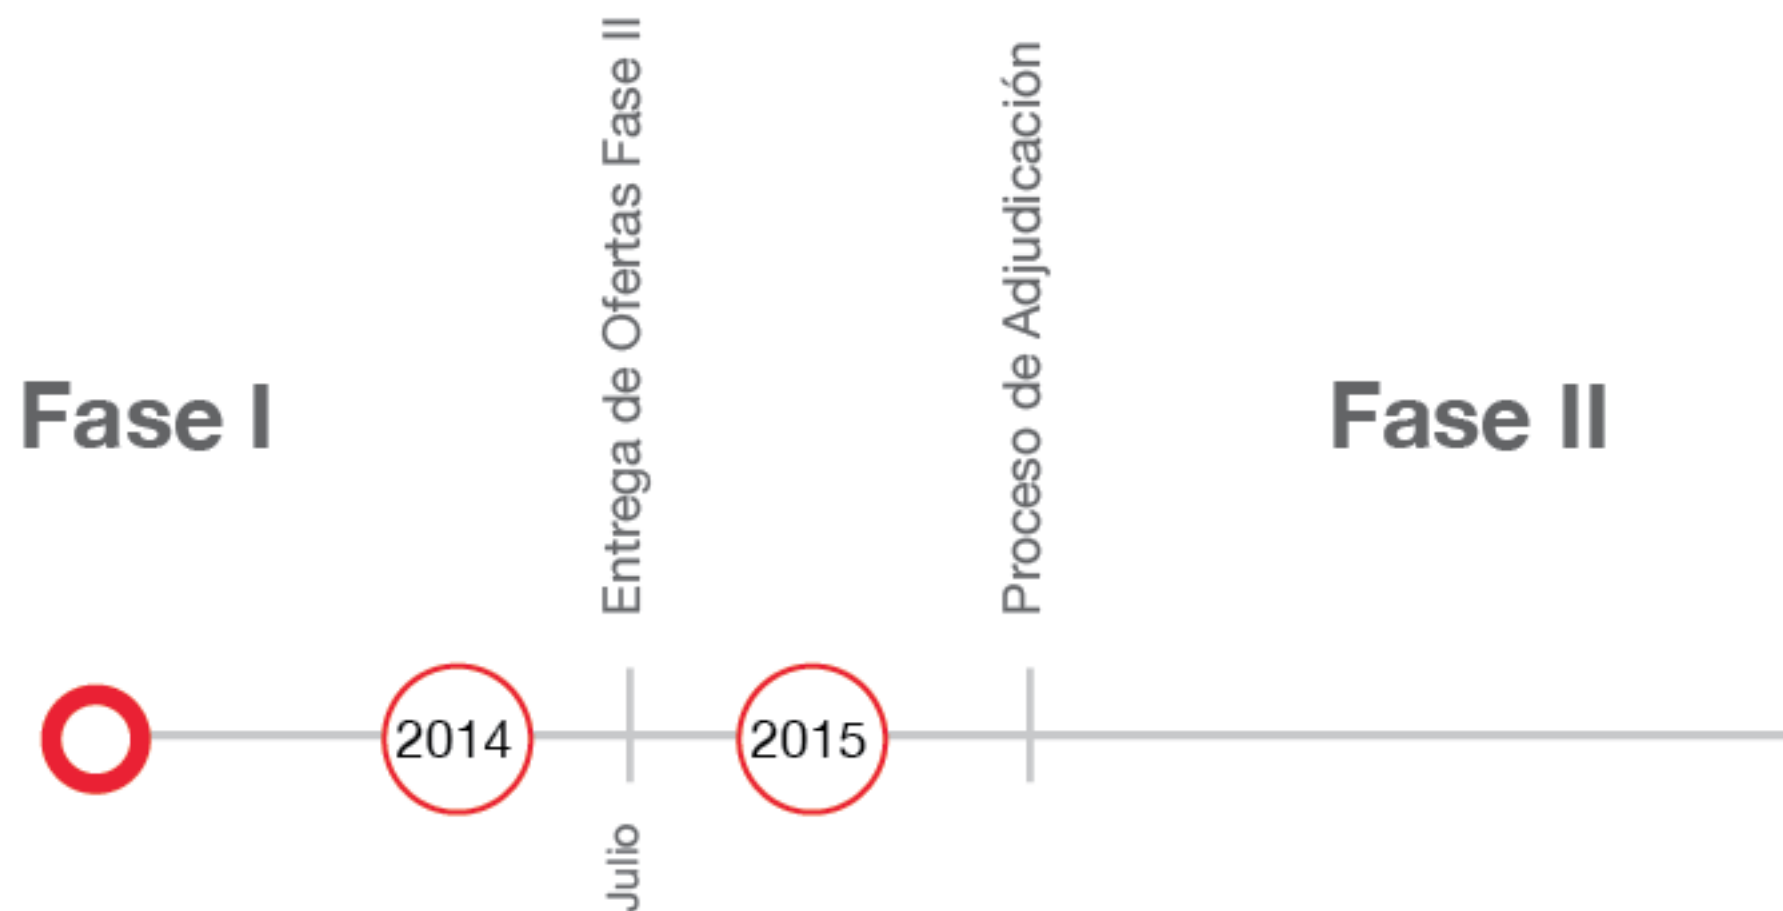 Fase I
Entrega de Ofertas Fase II
Proceso de Adjudicación
Fase II
2014
2015
Julio